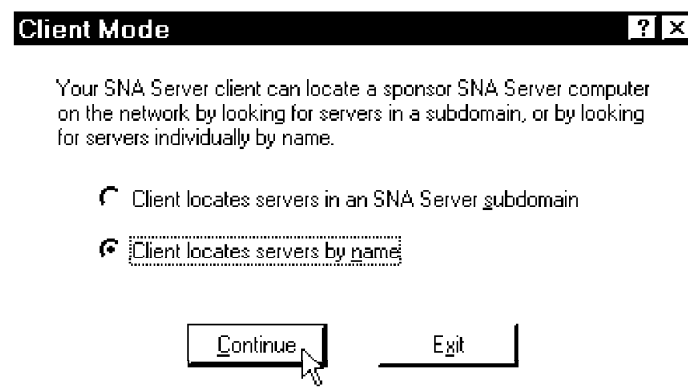 Client Mode
Your SNA Server client can locate a sponsor SNA Server computer
on the network by looking for servers in a subdomain, or by looking
for servers individually by name.
Client locates servers in an SNA Server subdomain
Client locates servers by name
Continue
Exit